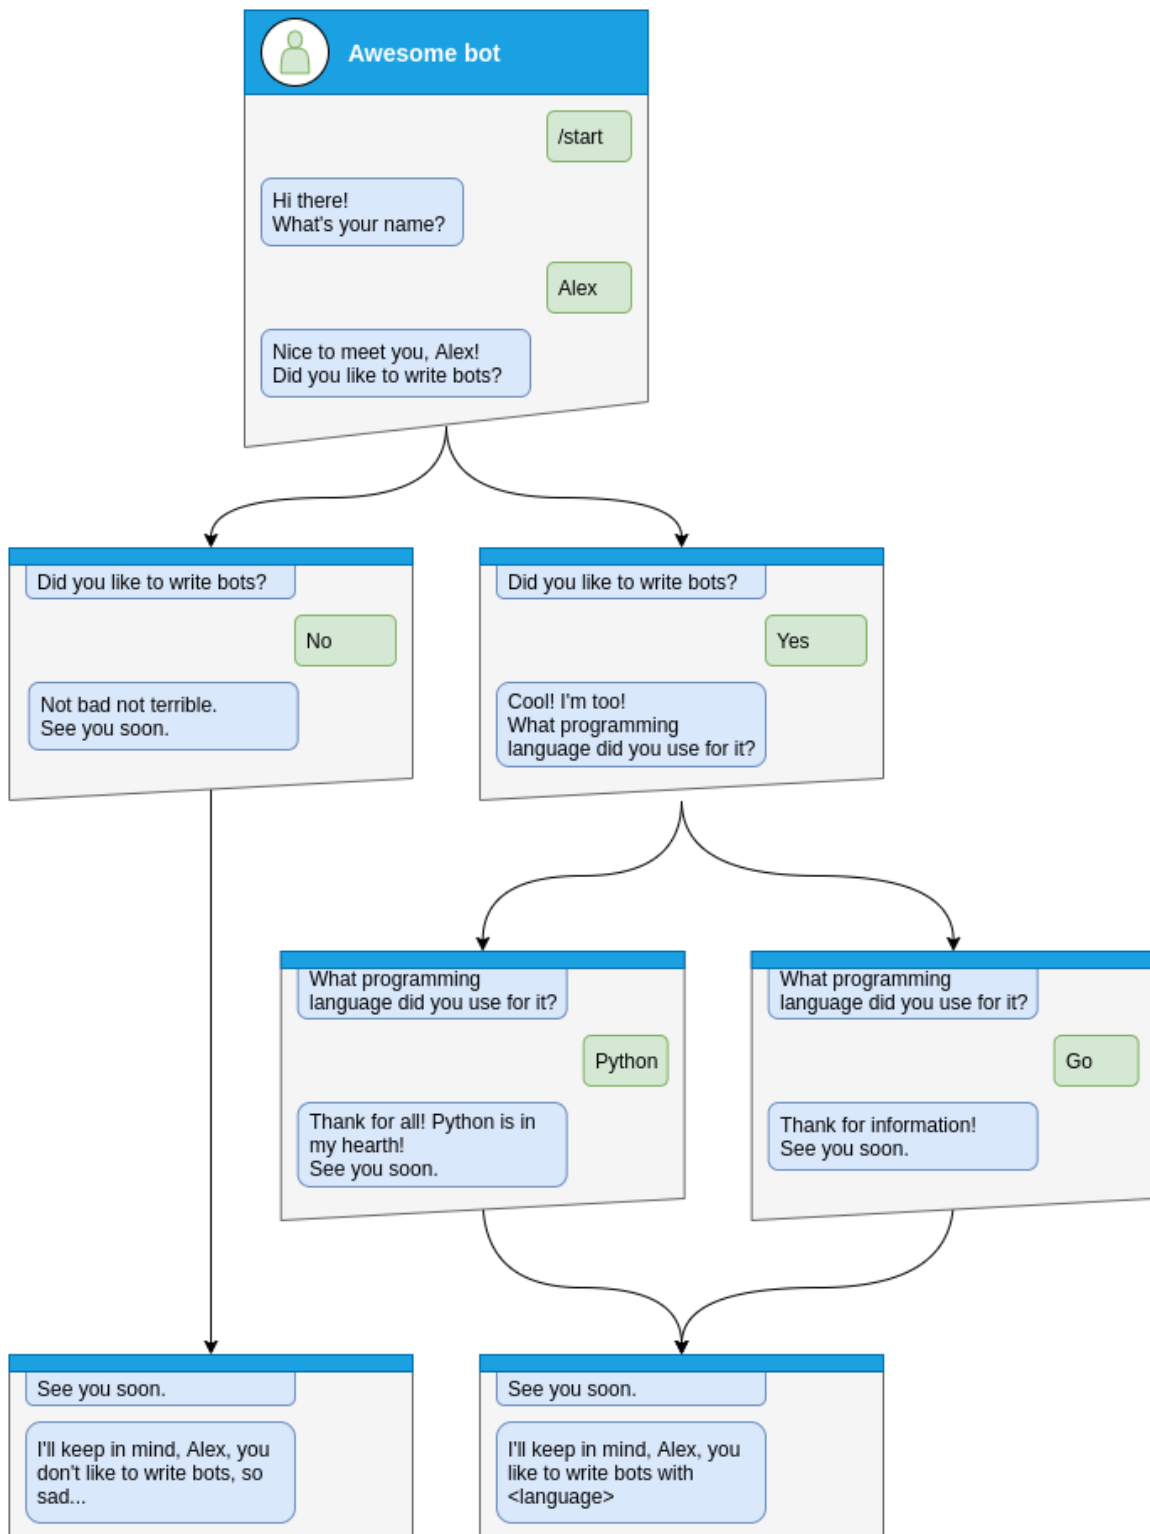 Awesome bot
/start
Hi there!
What's your name?
Alex
Nice to meet you, Alex!
Did you like to write bots?
Did you like to write bots?
No
Not bad not terrible.
See you soon.
Did you like to write bots?
Yes
Cool! I'm too!
What programming
language did you use for it?
What programming
language did you use for it?
Python
Thank for all! Python is in
my hearth!
See you soon.
What programming
language did you use for it?
Go
Thank for information!
See you soon.
See you soon.
I'll keep in mind, Alex, you
don't like to write bots, so
sad...
See you soon.
I'll keep in mind, Alex, you
like to write bots with
<language>